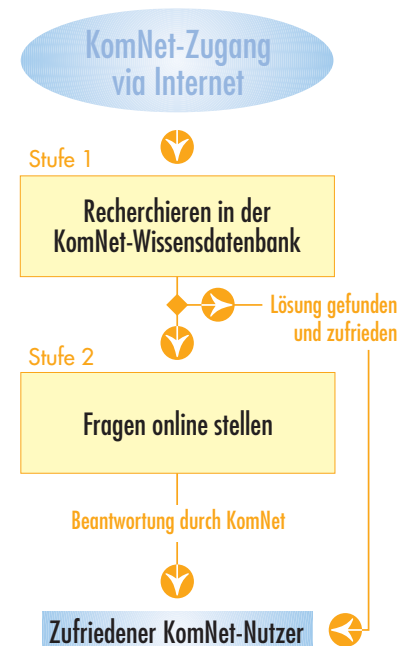 KomNet-Zugang
via Internet
Stufe 1
Recherchieren in der
KomNet-Wissensdatenbank
Lösung gefunden
und zufrieden
Stufe 2
Fragen online stellen
Beantwortung durch KomNet
Zufriedener KomNet-Nutzer